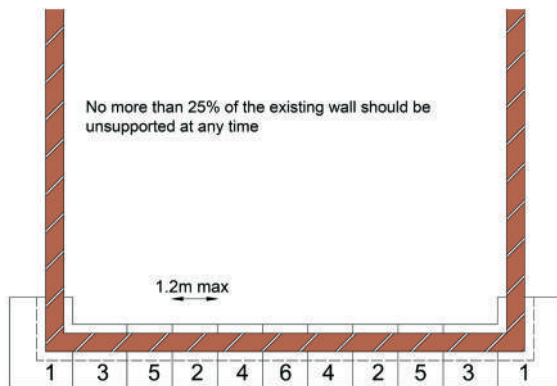 No more than 25% of the existing wall should be
unsupported at any time
1.2m max
1 3 5 2 4 6 4 2 5 3 1